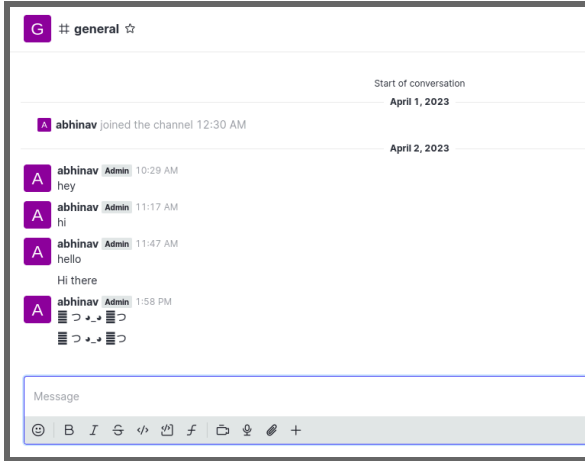 G # general
Start of conversation
April 1, 2023
A abhinav joined the channel 12:30 AM
April 2, 2023
A abhinav Admin 10:29 AM
hey
A abhinav Admin 11:17 AM
hi
A abhinav Admin 11:47 AM
hello
Hi there
A abhinav Admin 1:58 PM
༼ つ ◕_◕ ༽つ
༼ つ ◕_◕ ༽つ
Message